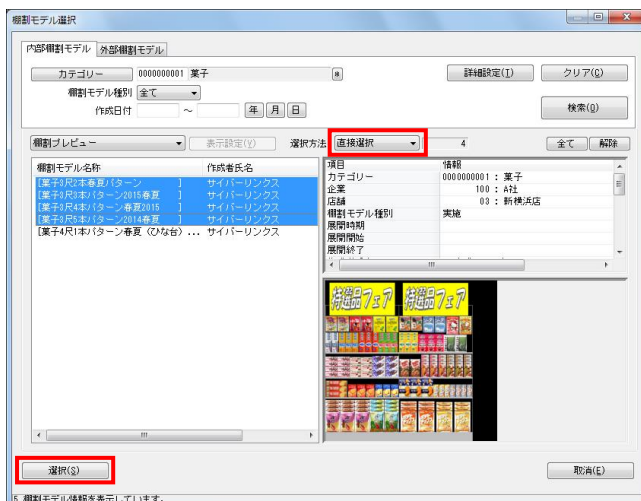 棚割モデル選択
内部棚割モデル 外部棚割モデル
カテゴリー 0000000001 菓子 詳細設定(I) クリア(C)
棚割モデル種別 全て
作成日付 ～ 年 月 日 検索(Q)
棚割プレビュー 表示設定(Y) 選択方法 直接選択 4 全て 解除
棚割モデル名称 作成者氏名
[菓子3尺2本春夏パターン ] サイバーリンクス
[菓子3尺3本パターン2015春夏 ] サイバーリンクス
[菓子3尺4本パターン春夏2015 ] サイバーリンクス
[菓子3尺5本パターン2014春夏 ] サイバーリンクス
[菓子4尺1本パターン春夏（ひな台）... サイバーリンクス
項目 情報
カテゴリー 0000000001 : 菓子
企業 100 : A社
店舗 03 : 新横浜店
棚割モデル種別 実施
展開時期
展開開始
展開終了
特選品フェア 特選品フェア
選択(S) 取消(E)
5 棚割モデル情報を表示しています。